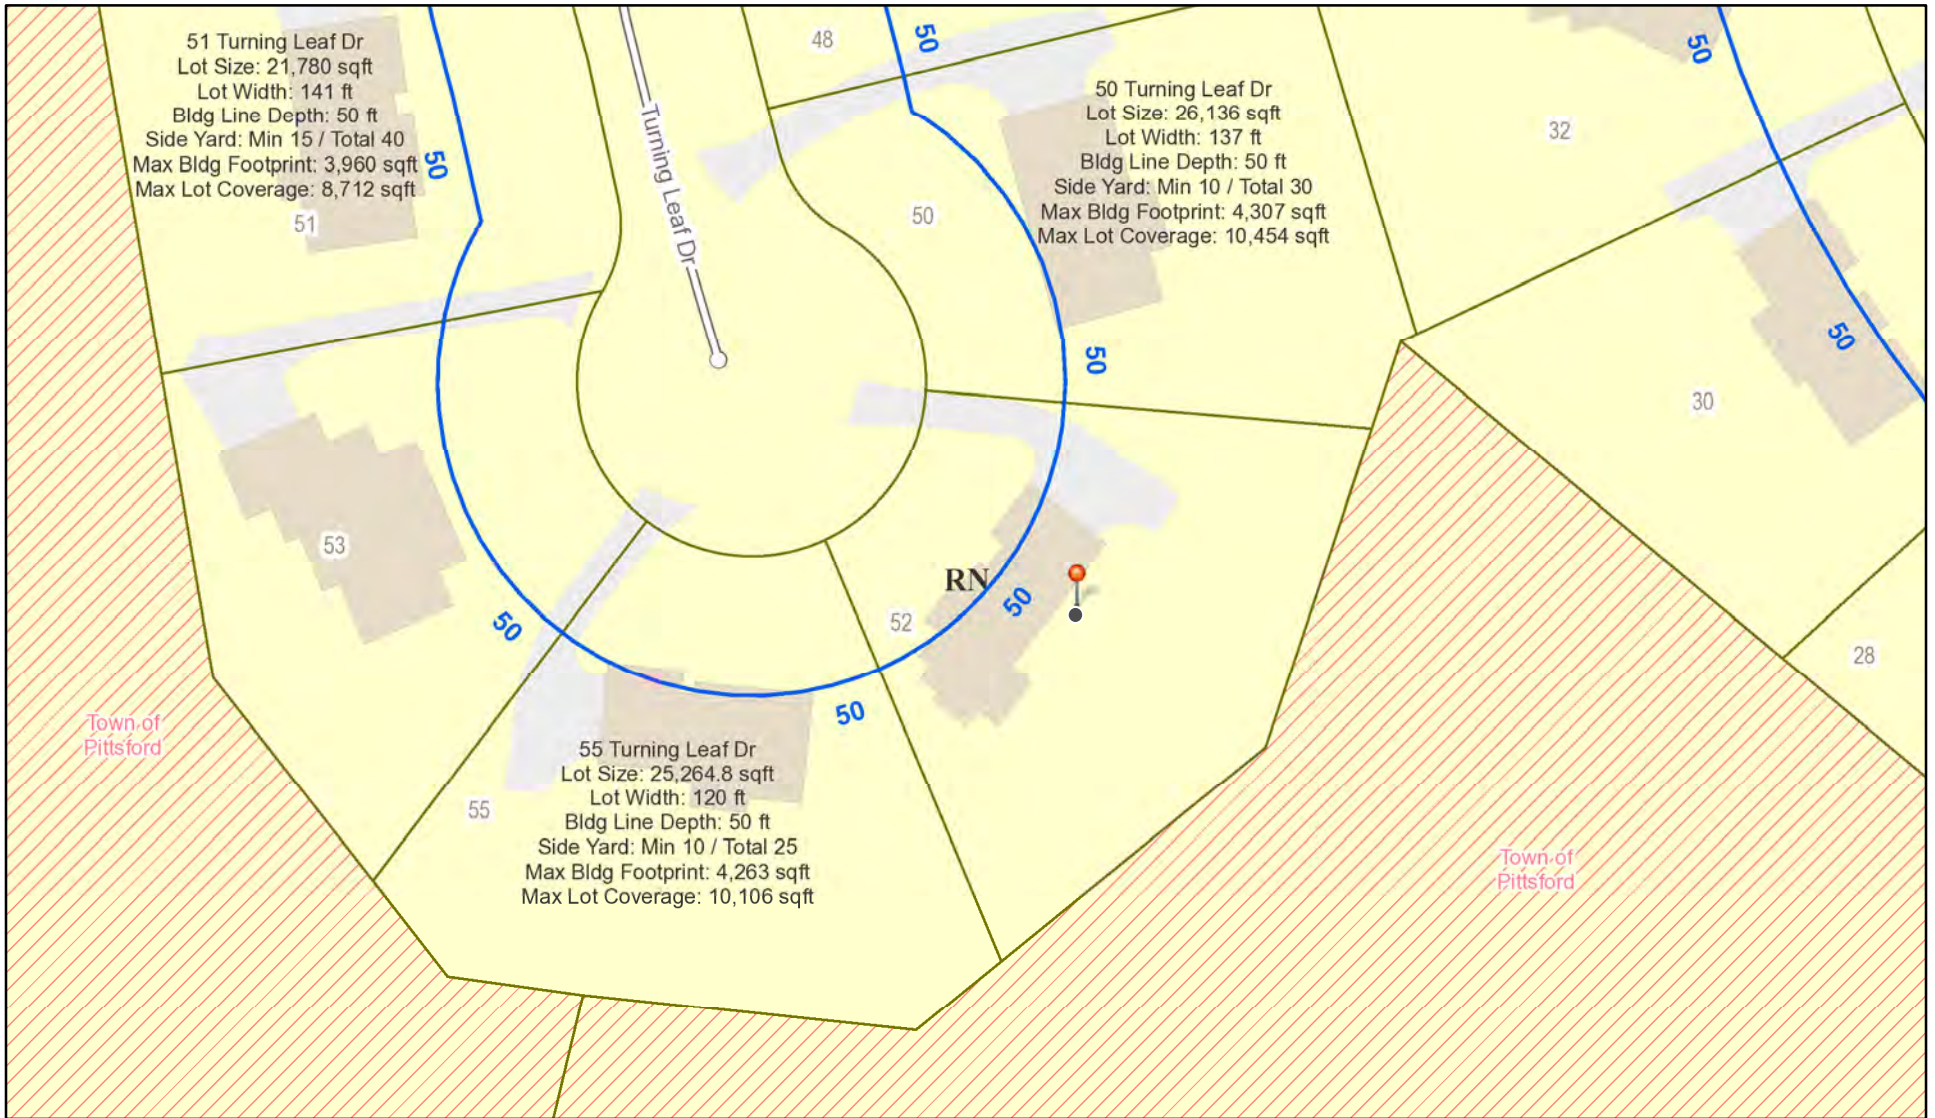 51 Turning Leaf Dr
Lot Size: 21,780 sqft
Lot Width: 141 ft
Bldg Line Depth: 50 ft
Side Yard: Min 15 / Total 40
Max Bldg Footprint: 3,960 sqft
Max Lot Coverage: 8,712 sqft
51
50
48
50
Turning Leaf Dr
50
50 Turning Leaf Dr
Lot Size: 26,136 sqft
Lot Width: 137 ft
Bldg Line Depth: 50 ft
Side Yard: Min 10 / Total 30
Max Bldg Footprint: 4,307 sqft
Max Lot Coverage: 10,454 sqft
50
50
32
50
30
28
53
50
RN
50
52
50
55 Turning Leaf Dr
Lot Size: 25,264.8 sqft
Lot Width: 120 ft
Bldg Line Depth: 50 ft
Side Yard: Min 10 / Total 25
Max Bldg Footprint: 4,263 sqft
Max Lot Coverage: 10,106 sqft
55
Town of
Pittsford
Town of
Pittsford